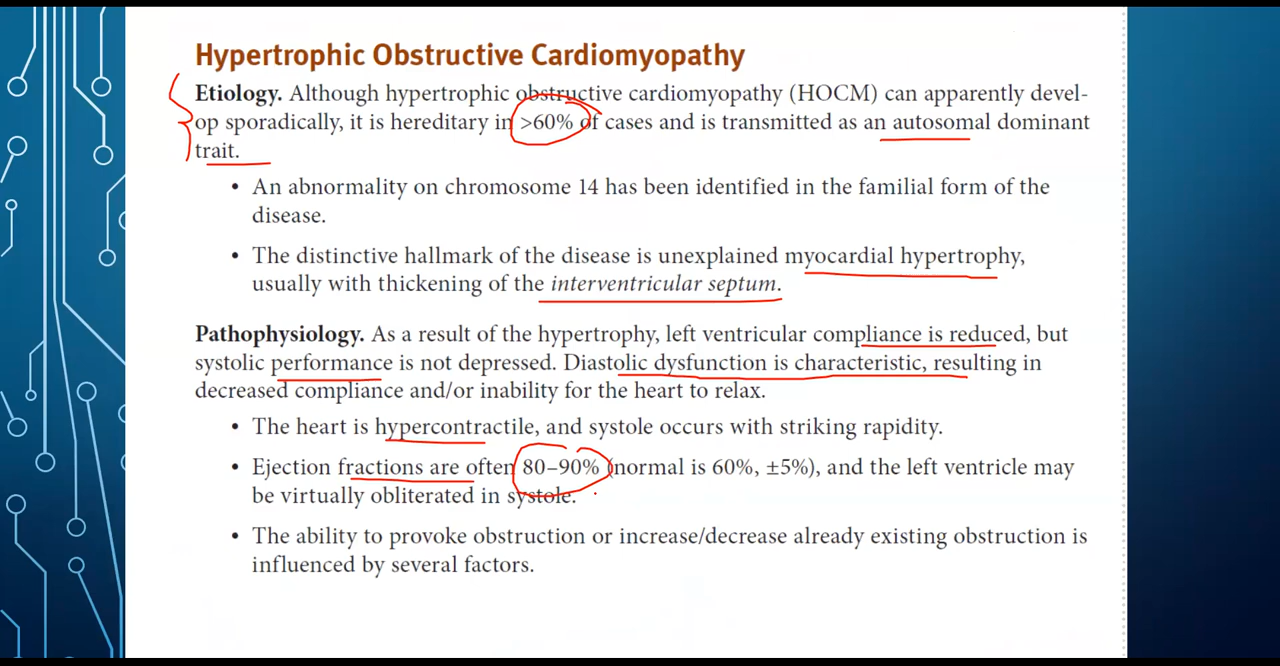 Hypertrophic Obstructive Cardiomyopathy
Etiology. Although hypertrophic obstructive cardiomyopathy (HOCM) can apparently devel-
op sporadically, it is hereditary in >60% of cases and is transmitted as an autosomal dominant
trait.
• An abnormality on chromosome 14 has been identified in the familial form of the
disease.
• The distinctive hallmark of the disease is unexplained myocardial hypertrophy,
usually with thickening of the interventricular septum.
Pathophysiology. As a result of the hypertrophy, left ventricular compliance is reduced, but
systolic performance is not depressed. Diastolic dysfunction is characteristic, resulting in
decreased compliance and/or inability for the heart to relax.
• The heart is hypercontractile, and systole occurs with striking rapidity.
• Ejection fractions are often 80–90% (normal is 60%, ±5%), and the left ventricle may
be virtually obliterated in systole.
• The ability to provoke obstruction or increase/decrease already existing obstruction is
influenced by several factors.